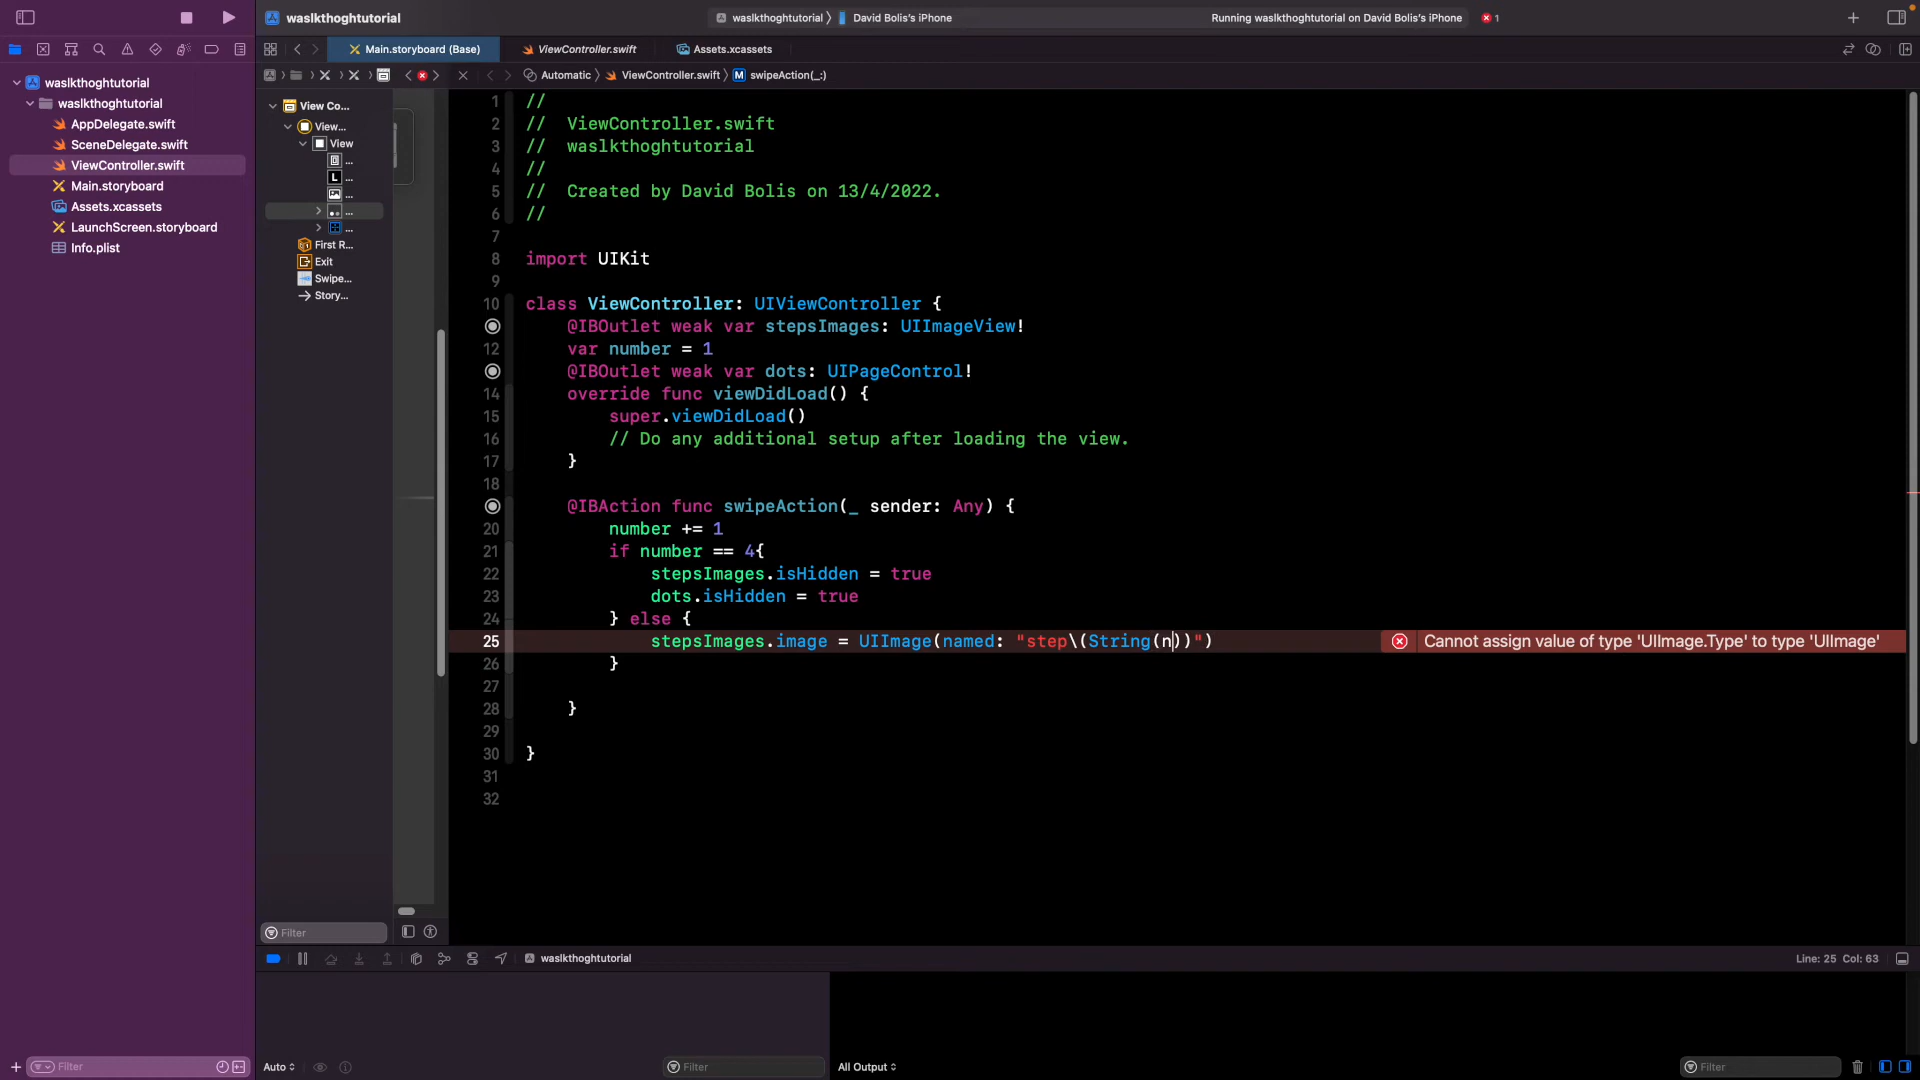 waslkthoghtutorial
waslkthoghtutorial
David Bolis's iPhone
Running waslkthoghtutorial on David Bolis's iPhone
1
Main.storyboard (Base)
ViewController.swift
Assets.xcassets
Automatic
ViewController.swift
M
swipeAction(_:)
waslkthoghtutorial
waslkthoghtutorial
AppDelegate.swift
SceneDelegate.swift
ViewController.swift
Main.storyboard
Assets.xcassets
LaunchScreen.storyboard
Info.plist
View Co...
View...
View
...
L ...
...
...
...
First R...
Exit
Swipe...
Story...
1 //
2 //  ViewController.swift
3 //  waslkthoghtutorial
4 //
5 //  Created by David Bolis on 13/4/2022.
6 //
7
8 import UIKit
9
10 class ViewController: UIViewController {
@IBOutlet weak var stepsImages: UIImageView!
12 var number = 1
@IBOutlet weak var dots: UIPageControl!
14 override func viewDidLoad() {
15 super.viewDidLoad()
16 // Do any additional setup after loading the view.
17 }
18
@IBAction func swipeAction(_ sender: Any) {
20 number += 1
21 if number == 4{
22 stepsImages.isHidden = true
23 dots.isHidden = true
24 } else {
25 stepsImages.image = UIImage(named: "step\(String(n))")
Cannot assign value of type 'UIImage.Type' to type 'UIImage'
26 }
27
28 }
29
30 }
31
32
Filter
waslkthoghtutorial
Line: 25 Col: 63
Filter
Auto
Filter
All Output
Filter